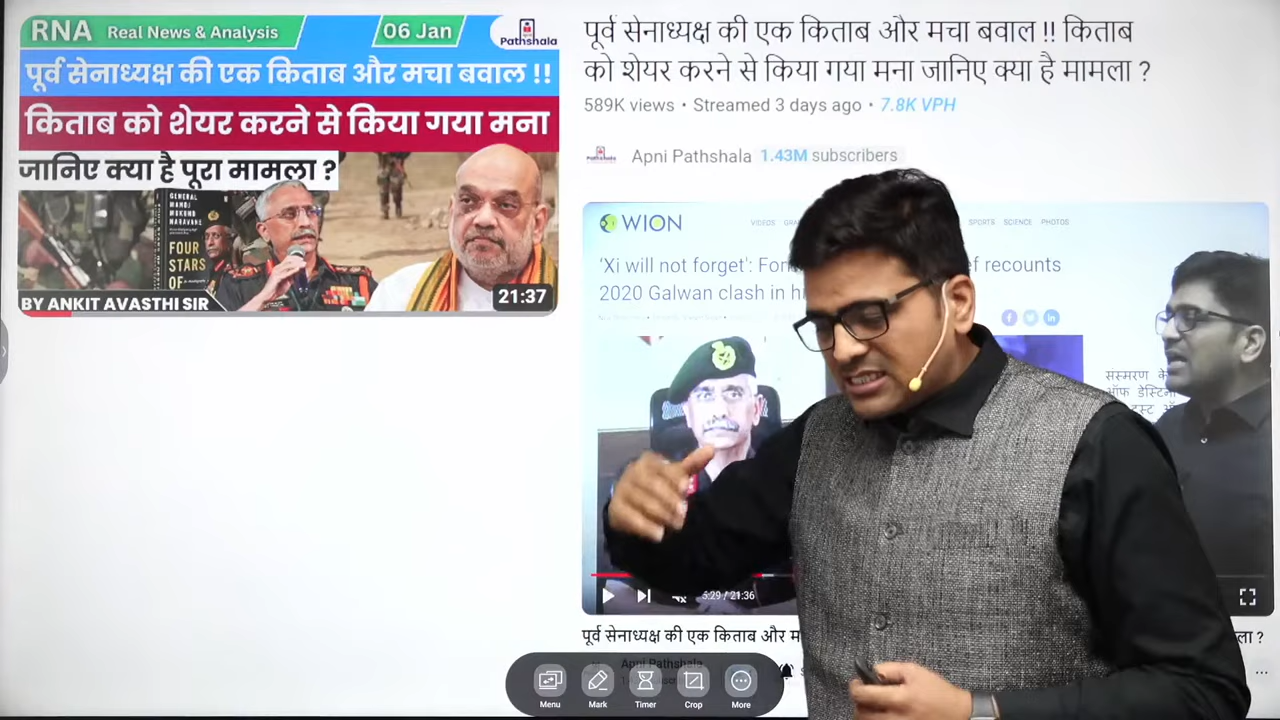 RNA Real News & Analysis
06 Jan
Pathshala
पूर्व सेनाध्यक्ष की एक किताब और मचा बवाल !!
किताब को शेयर करने से किया गया मना
जानिए क्या है पूरा मामला ?
GENERAL
MANOJ
MUKUND
NARAVANE
FOUR
STARS
OF
BY ANKIT AVASTHI SIR
21:37
पूर्व सेनाध्यक्ष की एक किताब और मचा बवाल !! किताब
को शेयर करने से किया गया मना जानिए क्या है मामला ?
589K views • Streamed 3 days ago • 7.8K VPH
Pathshala
Apni Pathshala 1.43M subscribers
WION
VIDEOS
SPORTS SCIENCE PHOTOS
'Xi will not forget': recounts
2020 Galwan clash in
संस्मरण
5:29 / 21:36
पूर्व सेनाध्यक्ष की एक किताब और
?
Apni Pathshala
Menu Mark Timer Crop More